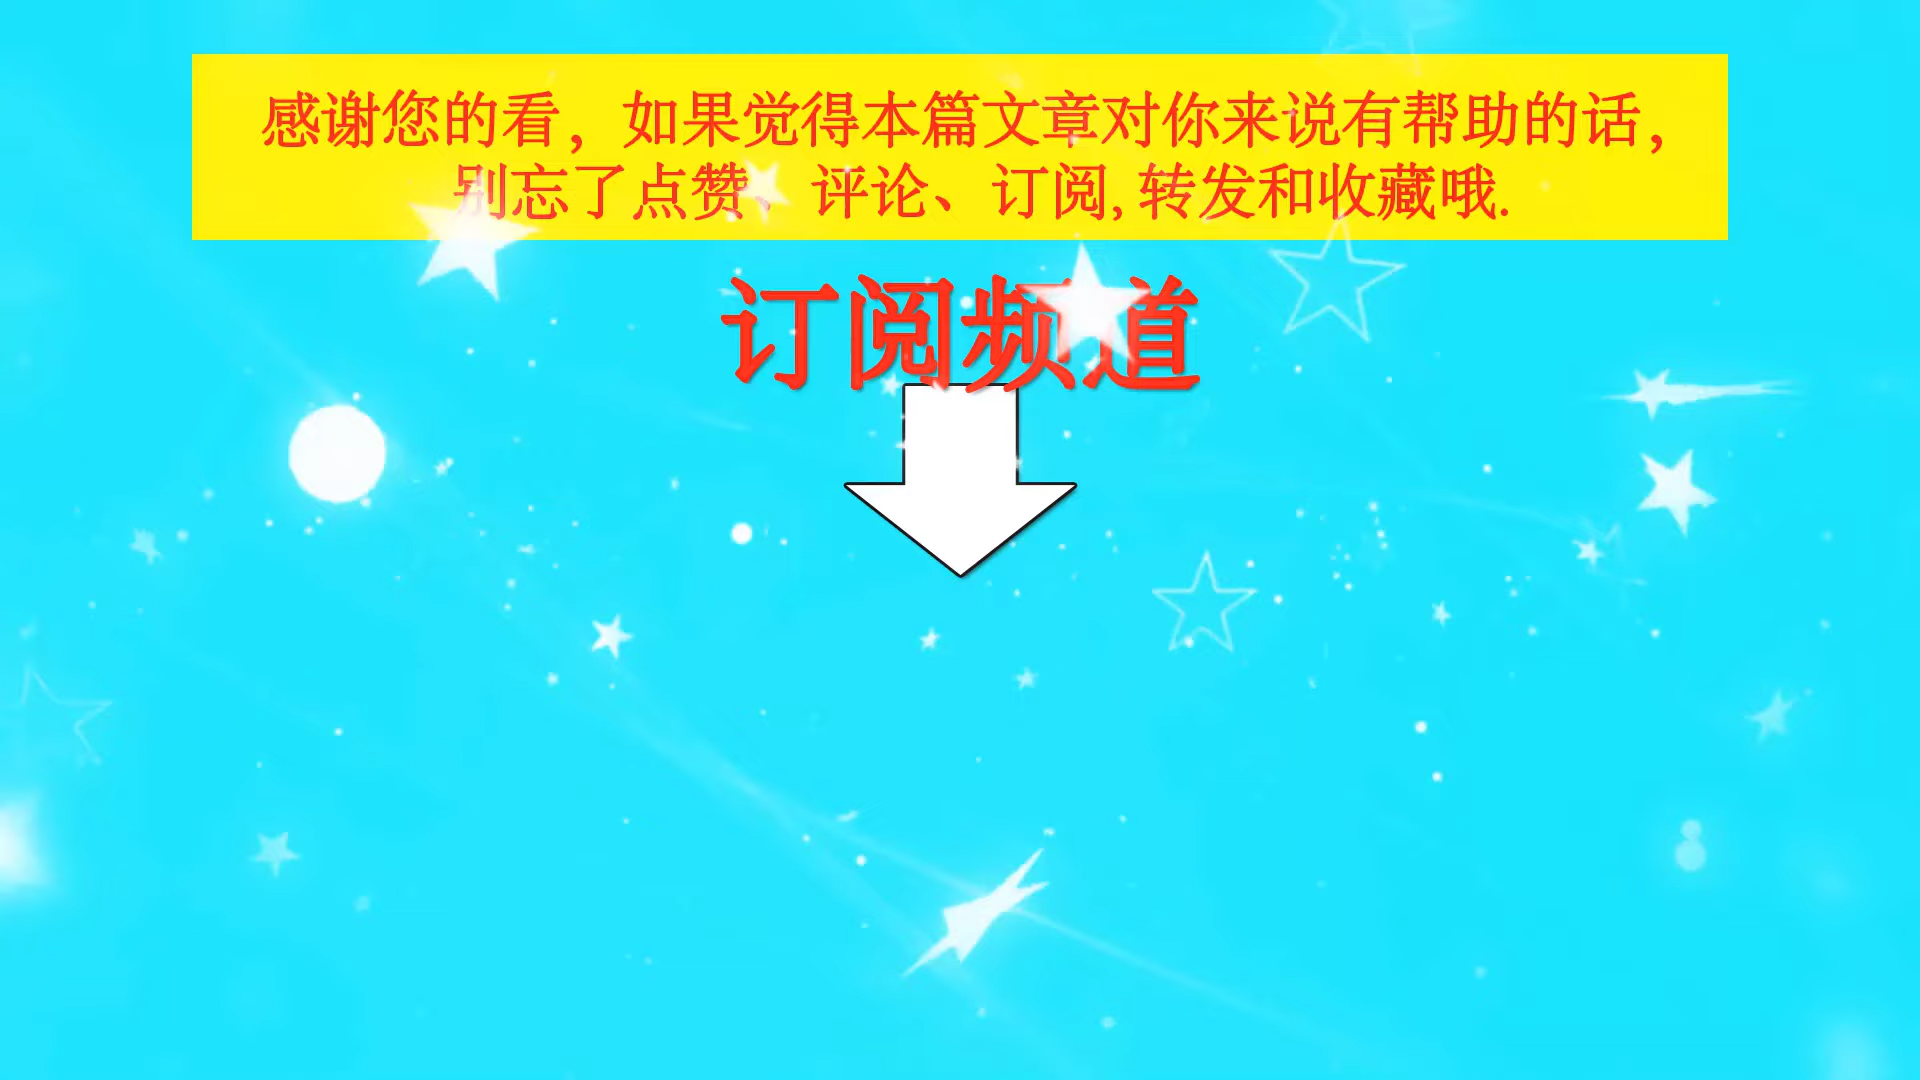 感谢您的看，如果觉得本篇文章对你来说有帮助的话，
别忘了点赞、评论、订阅,转发和收藏哦.
订阅频道